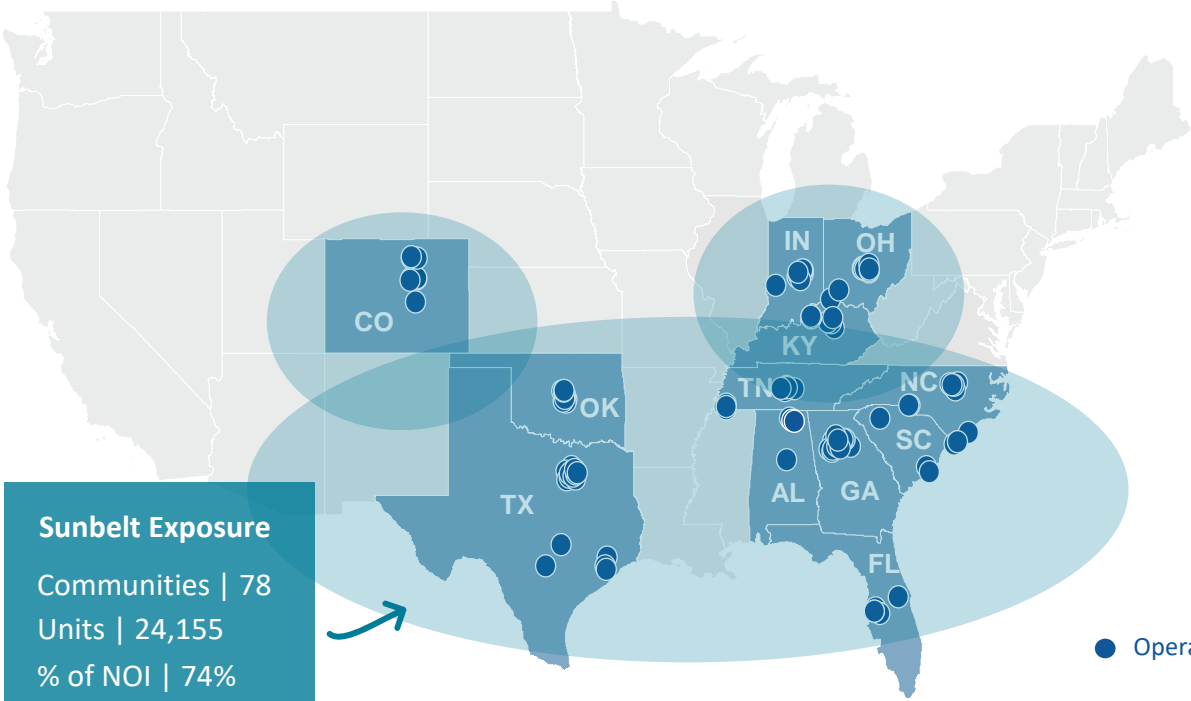 IN
OH
CO
KY
TN
NC
OK
SC
AL
GA
TX
FL
Sunbelt Exposure
Communities | 78
Units | 24,155
% of NOI | 74%